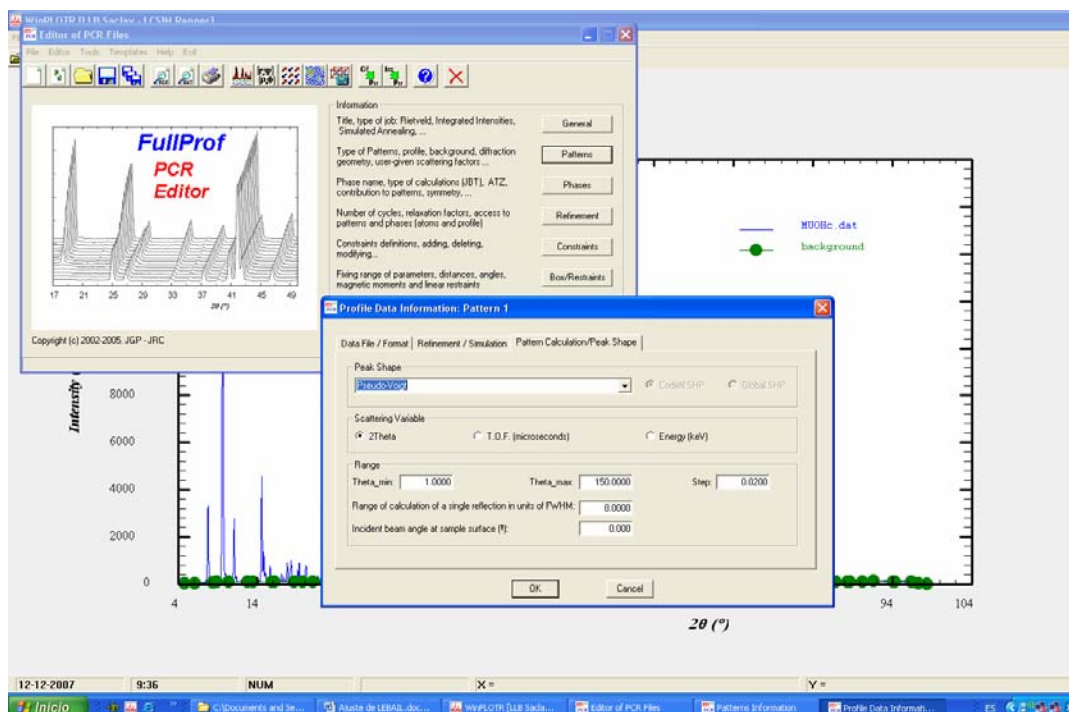 WinPLOTR [LLB Saclay - LCSIM Rennes]
Editor of PCR Files
File Editor Tools Templates Help Exit
FullProf
PCR
Editor
17 21 25 29 33 37 41 45 49
2θ (°)
Copyright (c) 2002-2005. JGP - JRC
Information
Title, type of job: Rietveld, Integrated Intensities,
Simulated Annealing, ...
General
Type of Patterns, profile, background, diffraction
geometry, user-given scattering factors ...
Patterns
Phase name, type of calculations (JBT), ATZ,
contribution to patterns, symmetry, ...
Phases
Number of cycles, relaxation factors, access to
patterns and phases (atoms and profile)
Refinement
Constraints definitions, adding, deleting,
modifying...
Constraints
Fixing range of parameters, distances, angles,
magnetic moments and linear restraints
Box/Restraints
MUOHc.dat
background
Profile Data Information: Pattern 1
Data File / Format Refinement / Simulation Pattern Calculation/Peak Shape
Peak Shape
Pseudo-Voigt
Global SHP
Scattering Variable
2Theta T.O.F. (microseconds) Energy (keV)
Range
Theta_min: 1.0000 Theta_max: 150.0000 Step: 0.0200
Range of calculation of a single reflection in units of FWHM: 8.0000
Incident beam angle at sample surface (º): 0.000
OK Cancel
Intensity
8000
6000
4000
2000
0
4 14 94 104
2θ (°)
12-12-2007 9:36 NUM X = Y =
Inicio C:\Documents and Se... Ajuste de LEBAIL.doc... WinPLOTR [LLB Sacla... Editor of PCR Files Patterns Information Profile Data Informati... ES